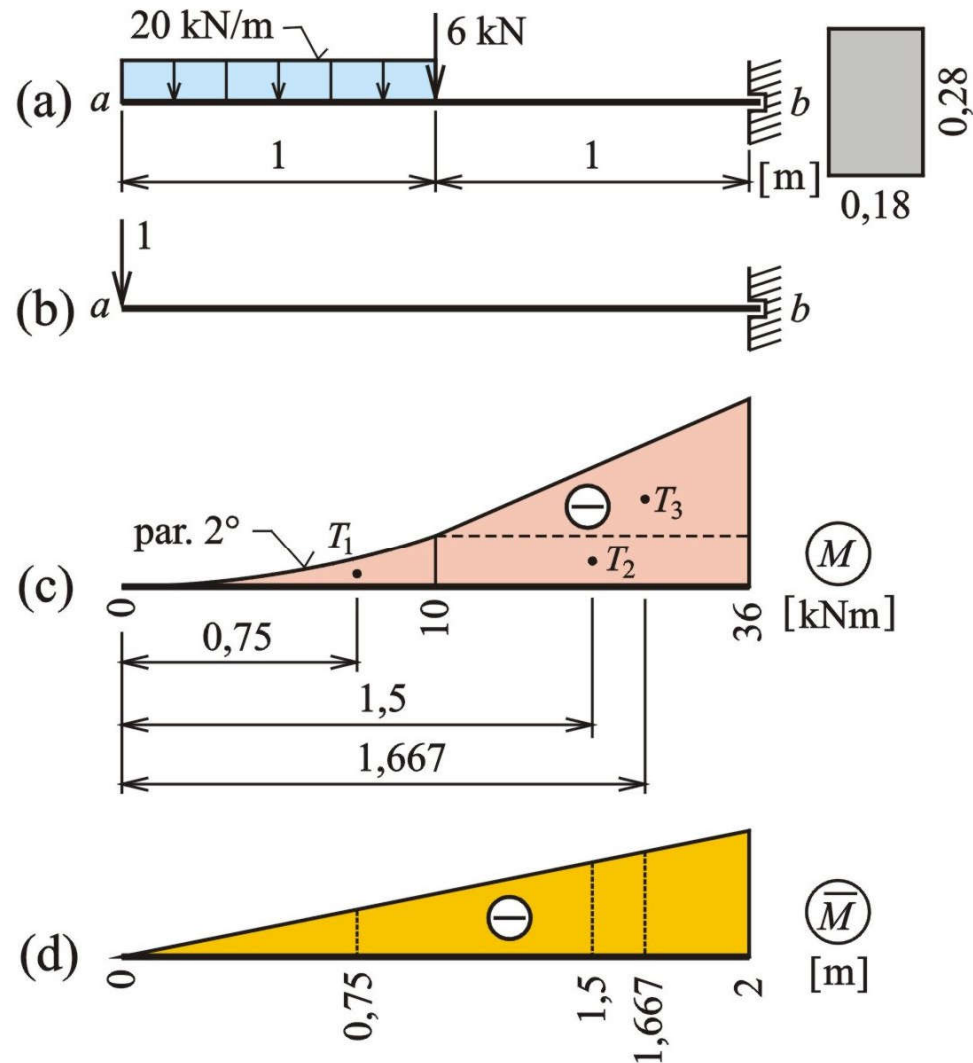 20 kN/m
6 kN
(a)
a
b
1
1
[m]
0,28
0,18
1
(b)
a
b
par. 2°
T₁
T₂
T₃
M
(c)
0
10
36
[kNm]
0,75
1,5
1,667
M̅
(d)
0
0,75
1,5
1,667
2
[m]